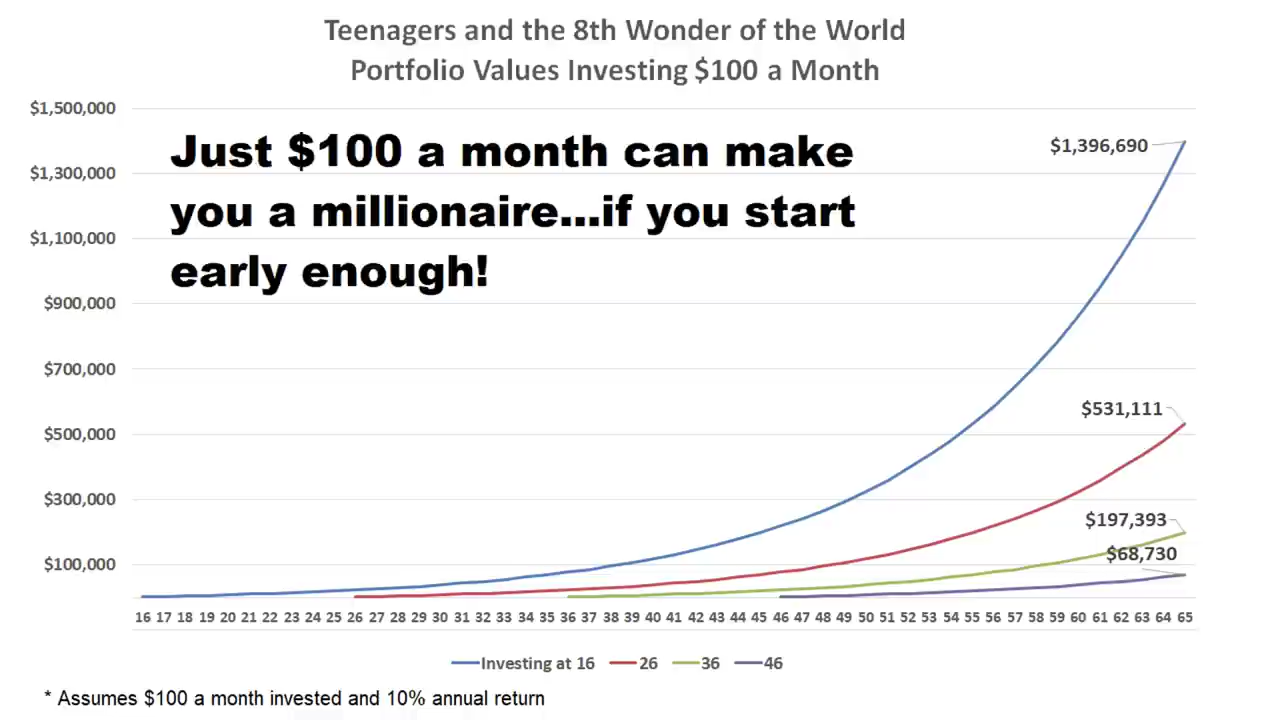 Teenagers and the 8th Wonder of the World
Portfolio Values Investing $100 a Month
$1,500,000
Just $100 a month can make
$1,396,690
$1,300,000
you a millionaire...if you start
$1,100,000
early enough!
$900,000
$700,000
$531,111
$500,000
$300,000
$197,393
$68,730
$100,000
16 17 18 19 20 21 22 23 24 25 26 27 28 29 30 31 32 33 34 35 36 37 38 39 40 41 42 43 44 45 46 47 48 49 50 51 52 53 54 55 56 57 58 59 60 61 62 63 64 65
Investing at 16 26 36 46
* Assumes $100 a month invested and 10% annual return